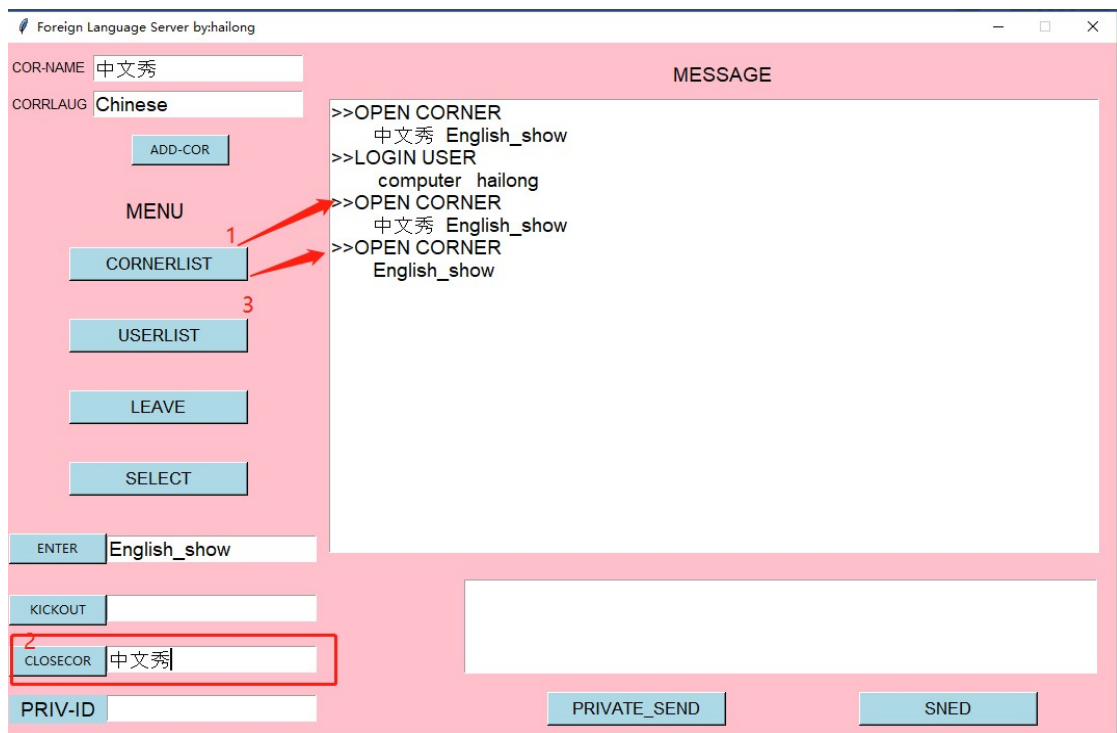 Foreign Language Server by:hailong
COR-NAME 中文秀
CORRLAUG Chinese
ADD-COR
MENU
1
CORNERLIST
3
USERLIST
LEAVE
SELECT
ENTER English_show
KICKOUT
2
CLOSECOR 中文秀
PRIV-ID
MESSAGE
>>OPEN CORNER
中文秀 English_show
>>LOGIN USER
computer hailong
>>OPEN CORNER
中文秀 English_show
>>OPEN CORNER
English_show
PRIVATE_SEND
SNED